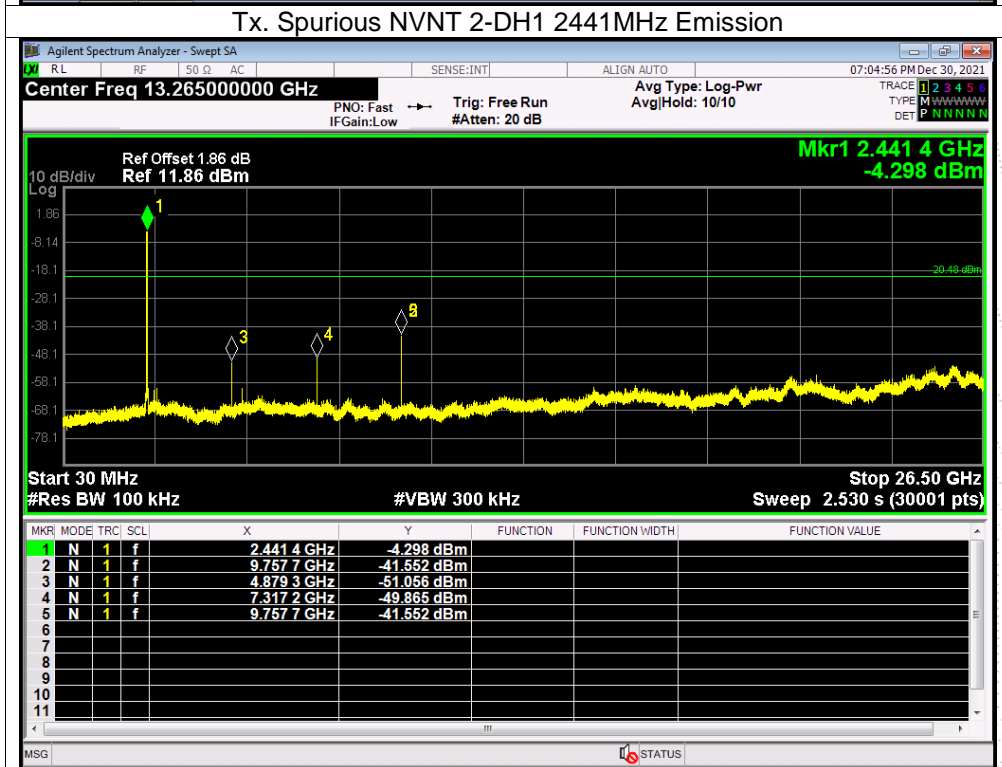 Tx. Spurious NVNT 2-DH1 2441MHz Emission
Agilent Spectrum Analyzer - Swept SA
LXI RL RF 50 Ω AC SENSE:INT ALIGN AUTO 07:04:56 PM Dec 30, 2021
Center Freq 13.265000000 GHz Avg Type: Log-Pwr TRACE 1 2 3 4 5 6
PNO: Fast Trig: Free Run Avg|Hold: 10/10 TYPE M WWWWW
IFGain:Low #Atten: 20 dB DET P N N N N N
Mkr1 2.441 4 GHz
Ref Offset 1.86 dB
10 dB/div Ref 11.86 dBm -4.298 dBm
Log
1
1.86
-8.14
-18.1
-20.48 dBm
-28.1
-38.1
3 4
-48.1
-58.1
-68.1
-78.1
Start 30 MHz Stop 26.50 GHz
#Res BW 100 kHz #VBW 300 kHz Sweep 2.530 s (30001 pts)
MKR MODE TRC SCL X Y FUNCTION FUNCTION WIDTH FUNCTION VALUE
1 N 1 f 2.441 4 GHz -4.298 dBm
2 N 1 f 9.757 7 GHz -41.552 dBm
3 N 1 f 4.879 3 GHz -51.056 dBm
4 N 1 f 7.317 2 GHz -49.865 dBm
5 N 1 f 9.757 7 GHz -41.552 dBm
6
7
8
9
10
11
MSG STATUS